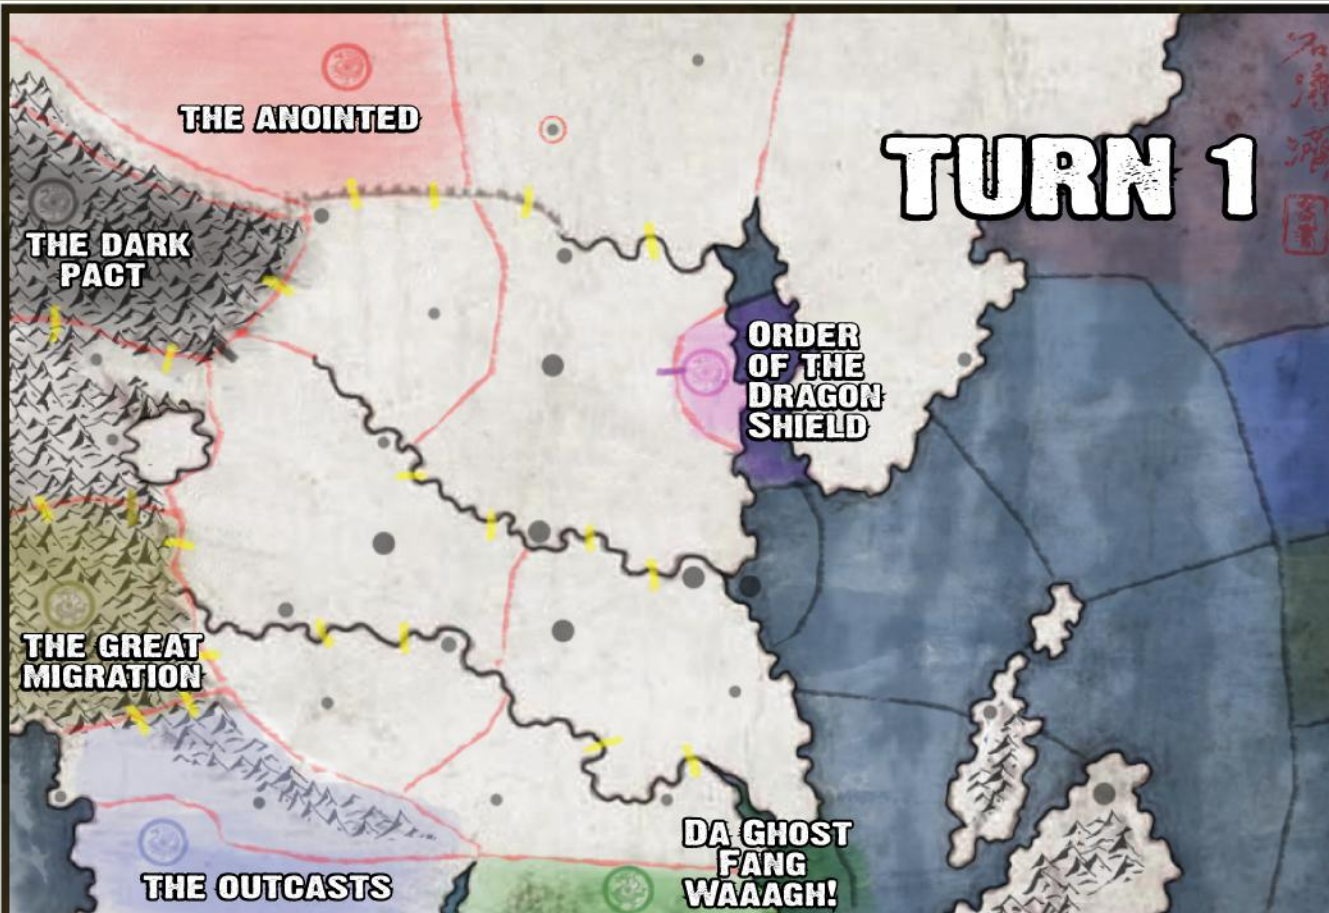 THE ANOINTED
TURN 1
THE DARK
PACT
ORDER
OF THE
DRAGON
SHIELD
THE GREAT
MIGRATION
DA GHOST
FANG
WAAAGH!
THE OUTCASTS